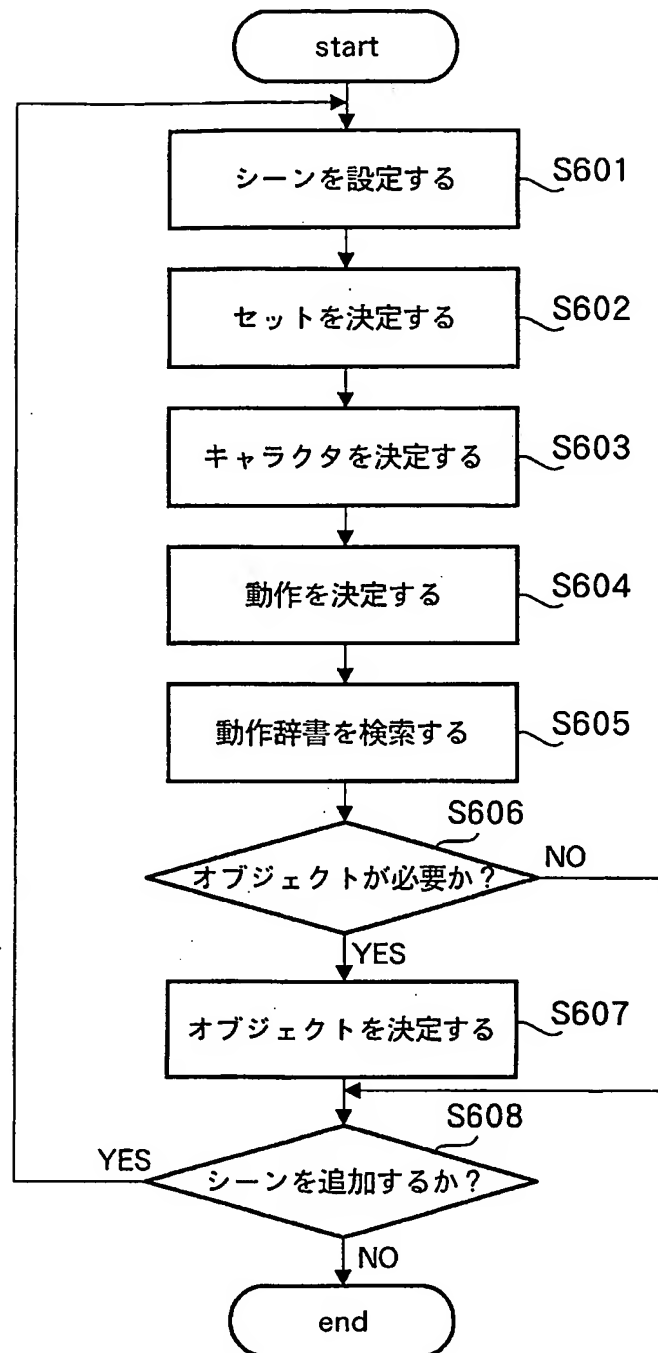 start
シーンを設定する
S601
セットを決定する
S602
キャラクタを決定する
S603
動作を決定する
S604
動作辞書を検索する
S605
S606
オブジェクトが必要か?
NO
YES
オブジェクトを決定する
S607
S608
YES
シーンを追加するか?
NO
end